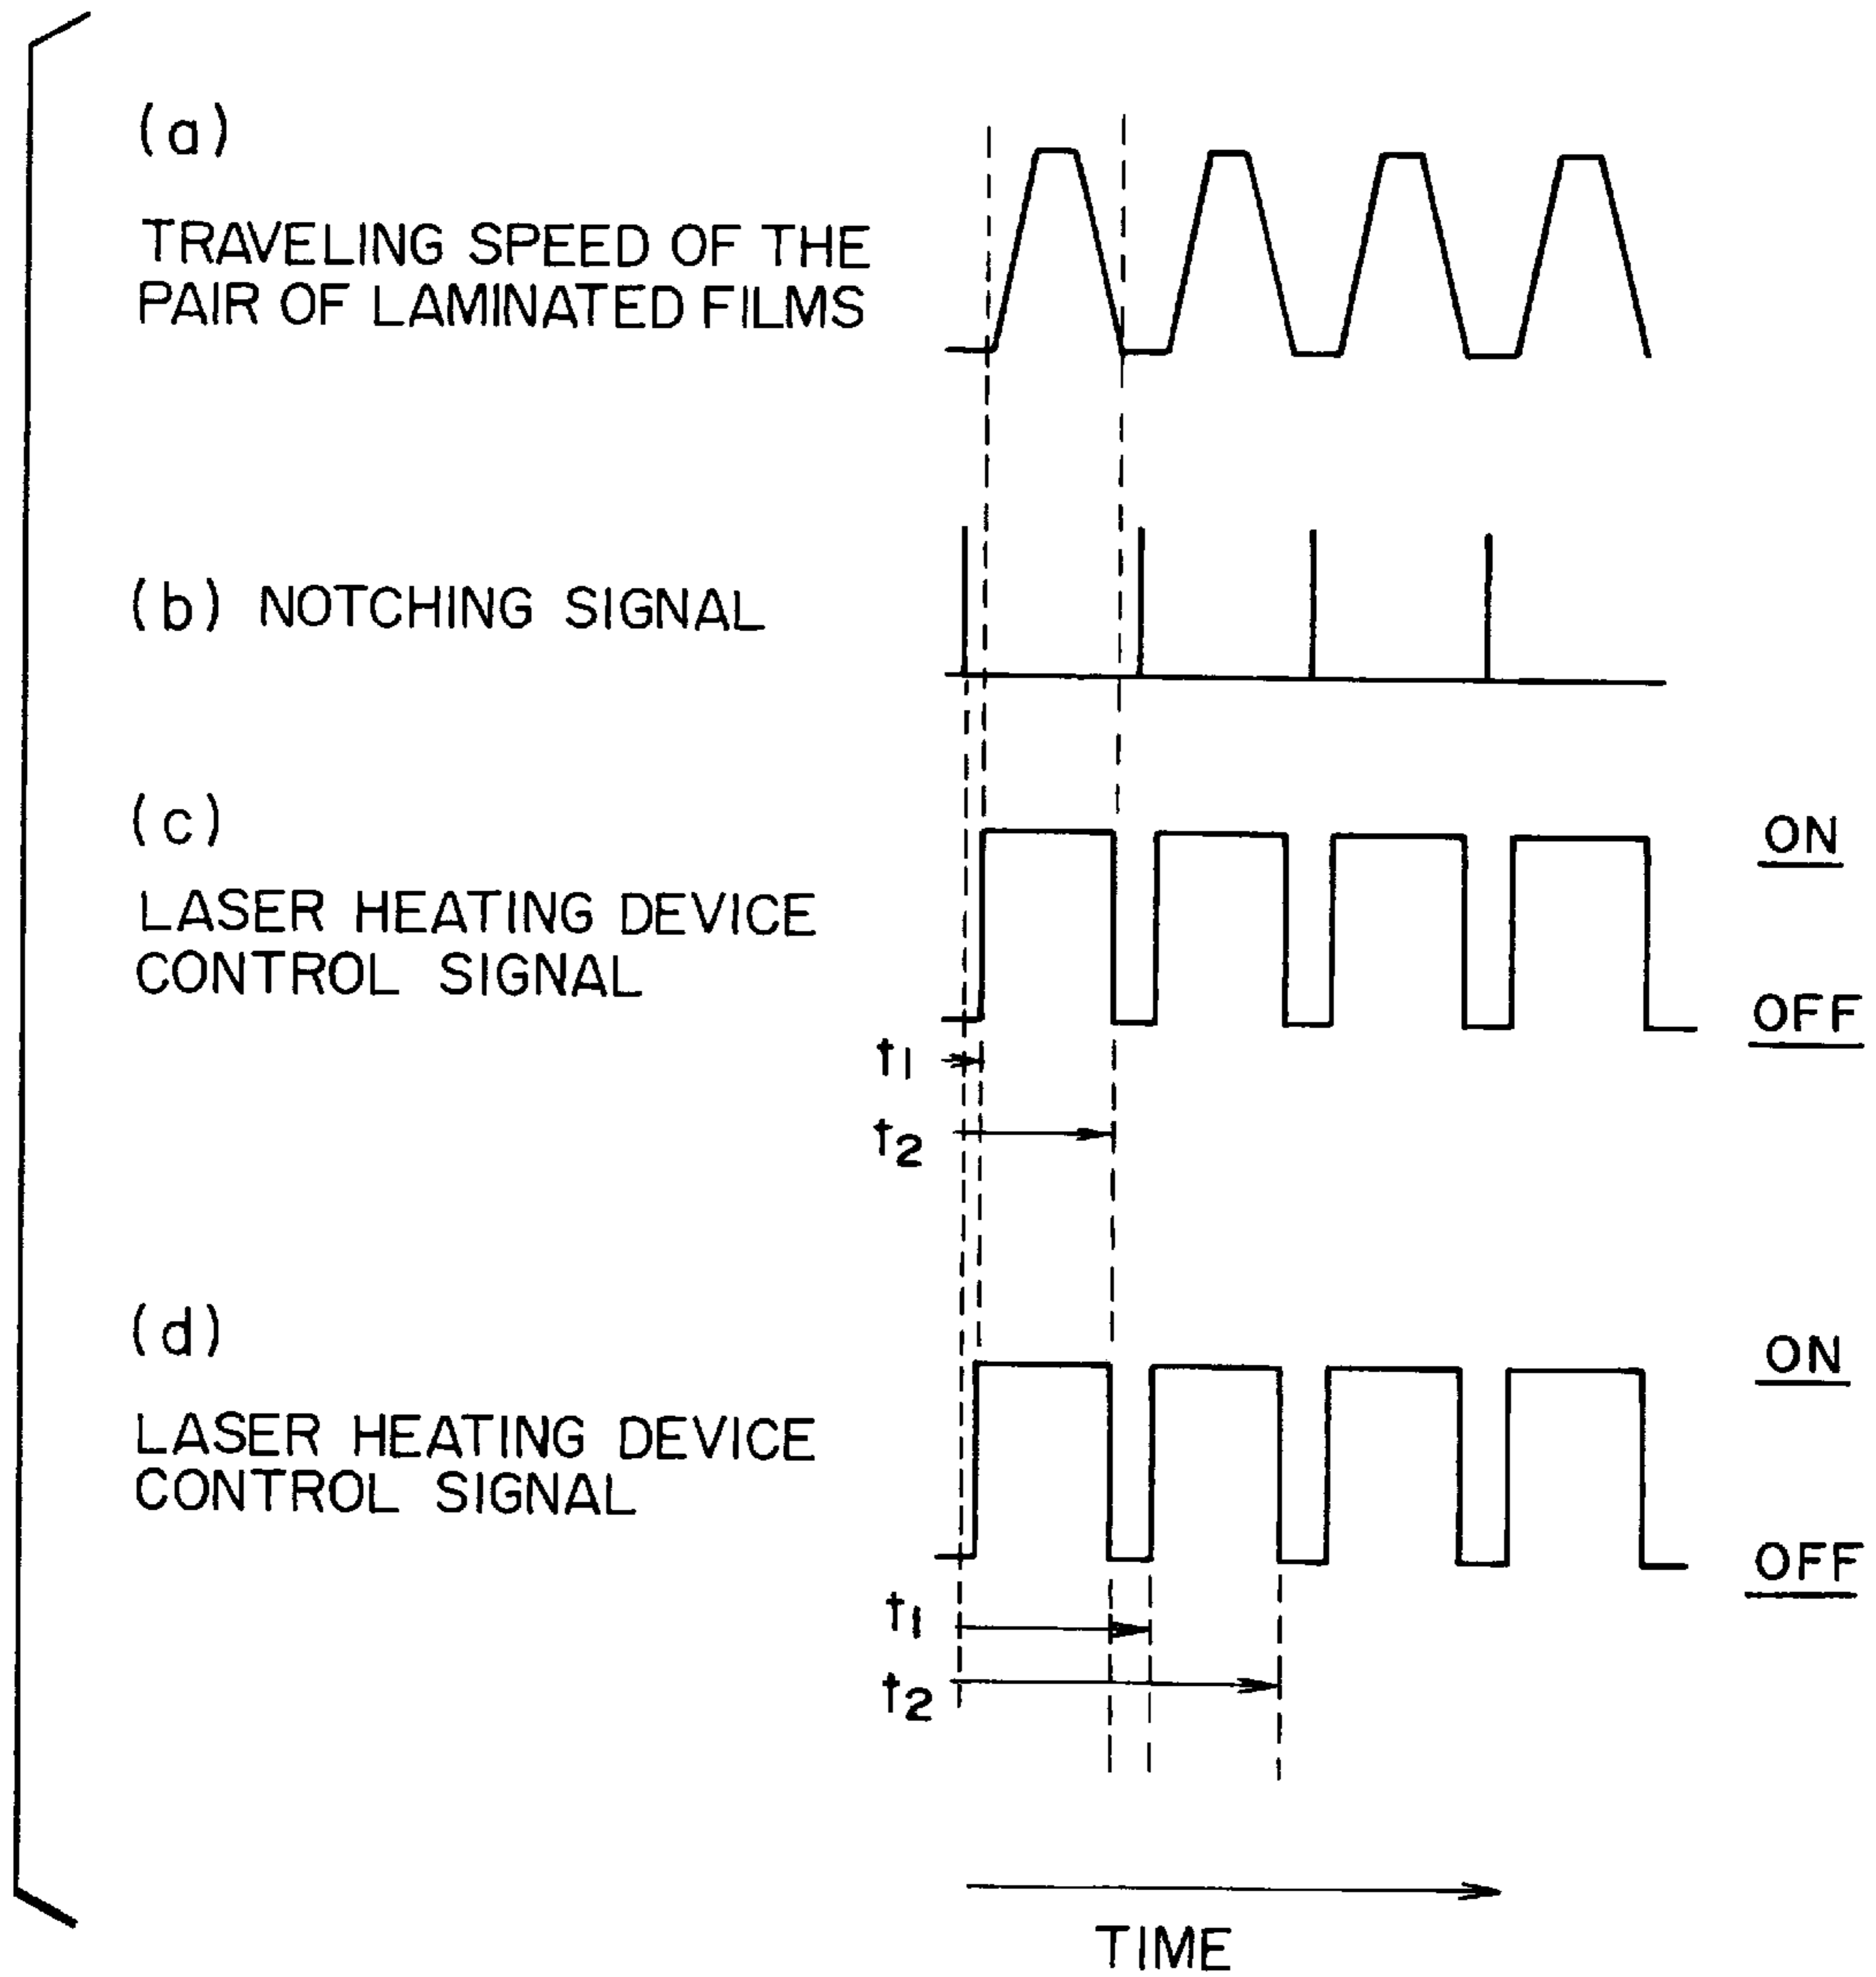 (a)
TRAVELING SPEED OF THE
PAIR OF LAMINATED FILMS
(b) NOTCHING SIGNAL
(c)
ON
LASER HEATING DEVICE
CONTROL SIGNAL
OFF
t1
t2
(d)
ON
LASER HEATING DEVICE
CONTROL SIGNAL
OFF
t1
t2
TIME